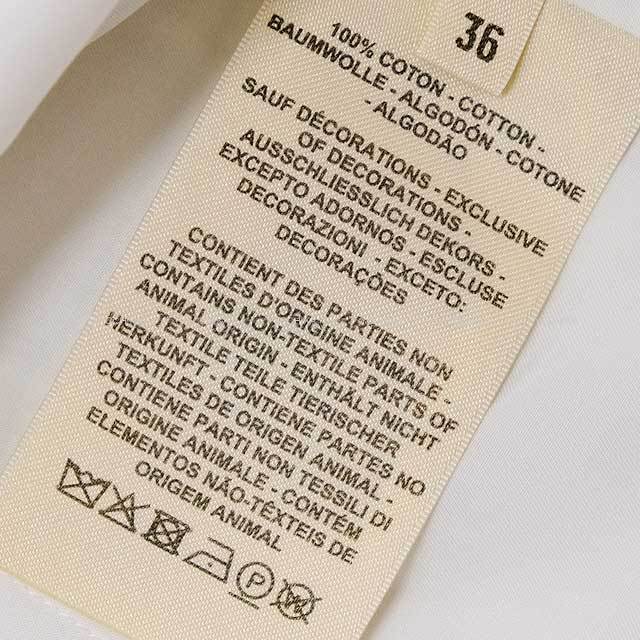 36
100% COTON - COTTON -
BAUMWOLLE - ALGODÓN - COTONE
- ALGODÃO
SAUF DÉCORATIONS - EXCLUSIVE
OF DECORATIONS -
AUSSCHLIESSLICH DEKORS -
EXCEPTO ADORNOS - ESCLUSE
DECORAZIONI - EXCETO:
DECORAÇÕES
CONTIENT DES PARTIES NON
TEXTILES D'ORIGINE ANIMALE -
CONTAINS NON-TEXTILE PARTS OF
ANIMAL ORIGIN - ENTHÄLT NICHT
TEXTILE TEILE TIERISCHER
HERKUNFT - CONTIENE PARTES NO
TEXTILES DE ORIGEN ANIMAL -
CONTIENE PARTI NON TESSILI DI
ORIGINE ANIMALE - CONTÉM
ELEMENTOS NÃO-TÊXTEIS DE
ORIGEM ANIMAL
P W